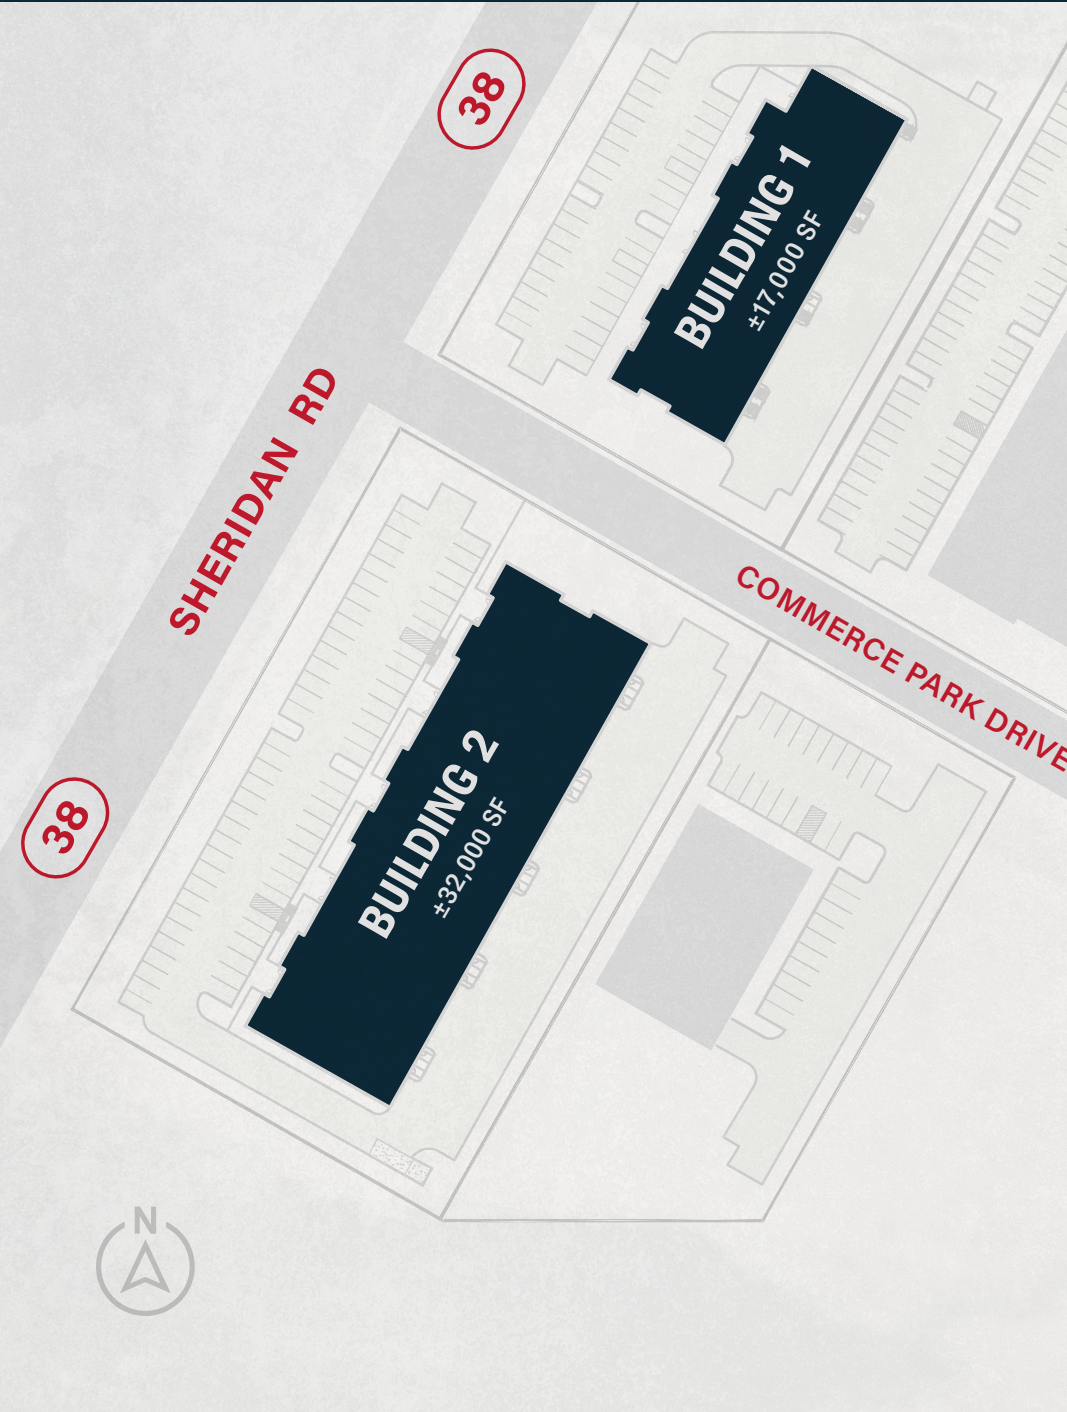 38
BUILDING 1
±17,000 SF
SHERIDAN RD
COMMERCE PARK DRIVE
BUILDING 2
±32,000 SF
38
N